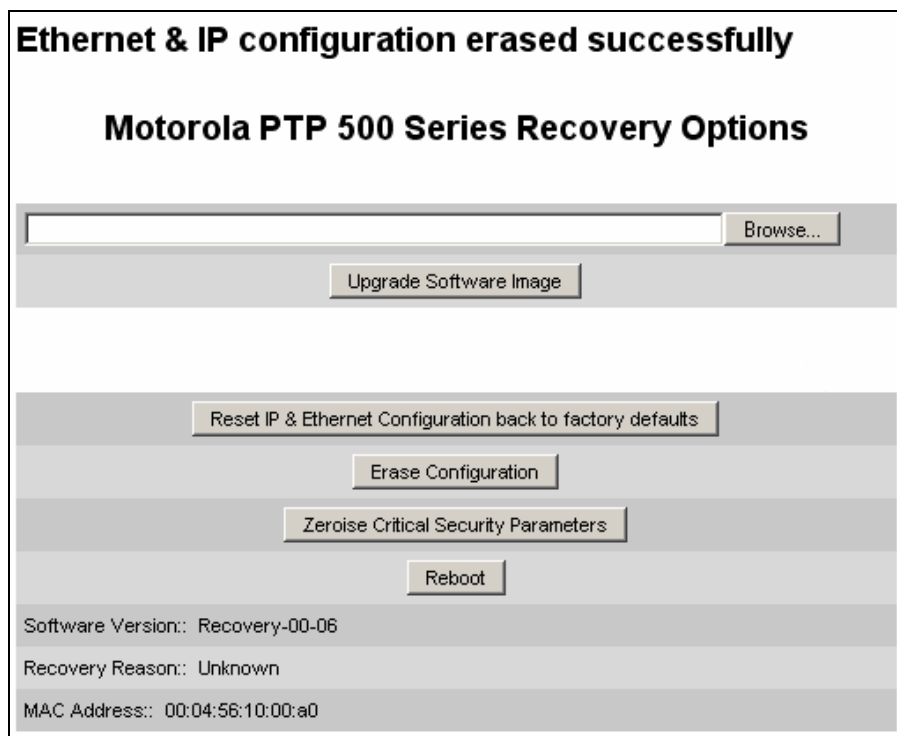 Ethernet & IP configuration erased successfully
Motorola PTP 500 Series Recovery Options
Browse...
Upgrade Software Image
Reset IP & Ethernet Configuration back to factory defaults
Erase Configuration
Zeroise Critical Security Parameters
Reboot
Software Version:: Recovery-00-06
Recovery Reason:: Unknown
MAC Address:: 00:04:56:10:00:a0